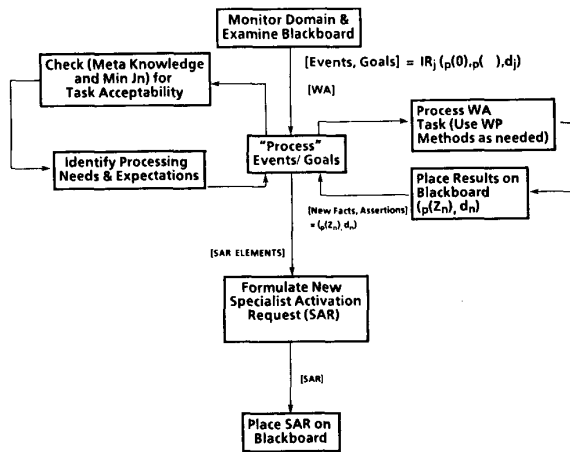 Monitor Domain &
Examine Blackboard
[Events, Goals] = IRj (p(0),p( ),dj)
[WA]
Check (Meta Knowledge
and Min Jn) for
Task Acceptability
Process WA
Task (Use WP
Methods as needed)
"Process"
Events/ Goals
Identify Processing
Needs & Expectations
Place Results on
Blackboard
(p(Zn), dn)
[New Facts, Assertions]
= (p(Zn), dn)
[SAR ELEMENTS]
Formulate New
Specialist Activation
Request (SAR)
[SAR]
Place SAR on
Blackboard